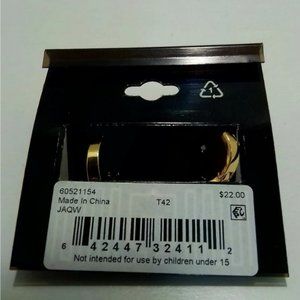 1
60521154
Made In China T42 $22.00
JAQW
6 42447 32411 2
Not intended for use by children under 15